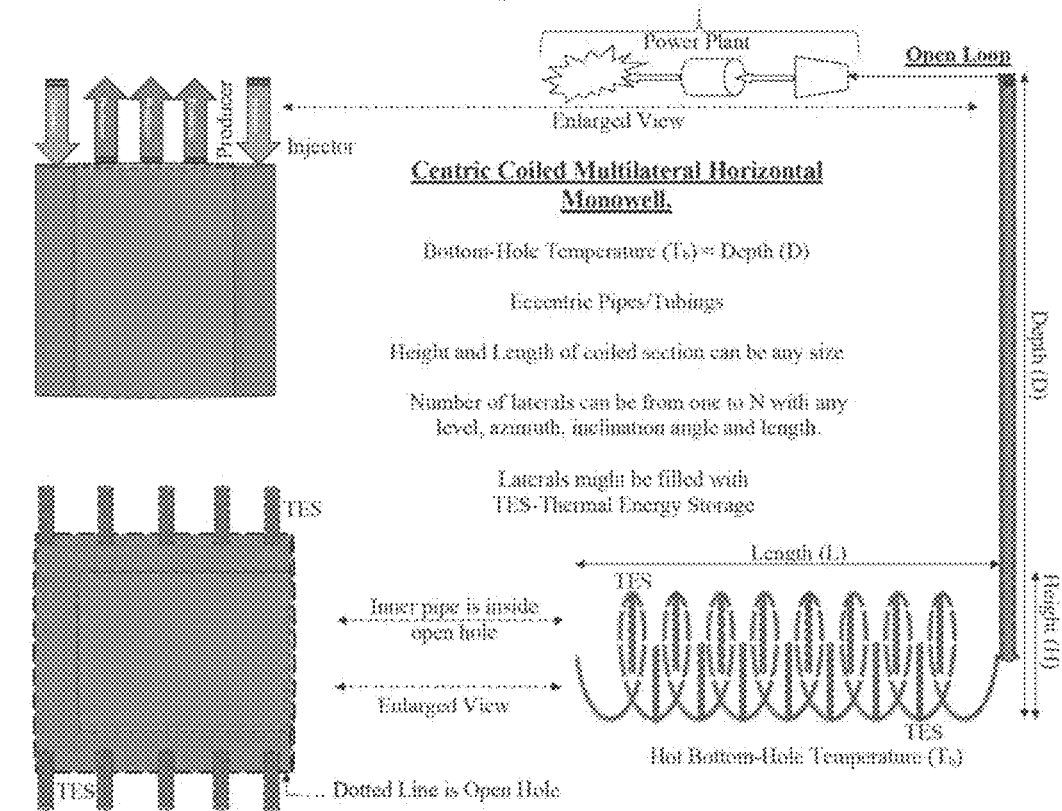 Power Plant
Open Loop
Producer
Injector
Enlarged View
Centric Coiled Multilateral Horizontal
Monowell.
Bottom-Hole Temperature (Tb) ≈ Depth (D)
Eccentric Pipes/Tubings
Height and Length of coiled section can be any size
Number of laterals can be from one to N with any
level, azimuth, inclination angle and length.
Laterals might be filled with
TES-Thermal Energy Storage
Depth (D)
TES
Length (L)
TES
Height (H)
Inner pipe is inside
open hole
Enlarged View
TES
Hot Bottom-Hole Temperature (Tb)
TES
Dotted Line is Open Hole